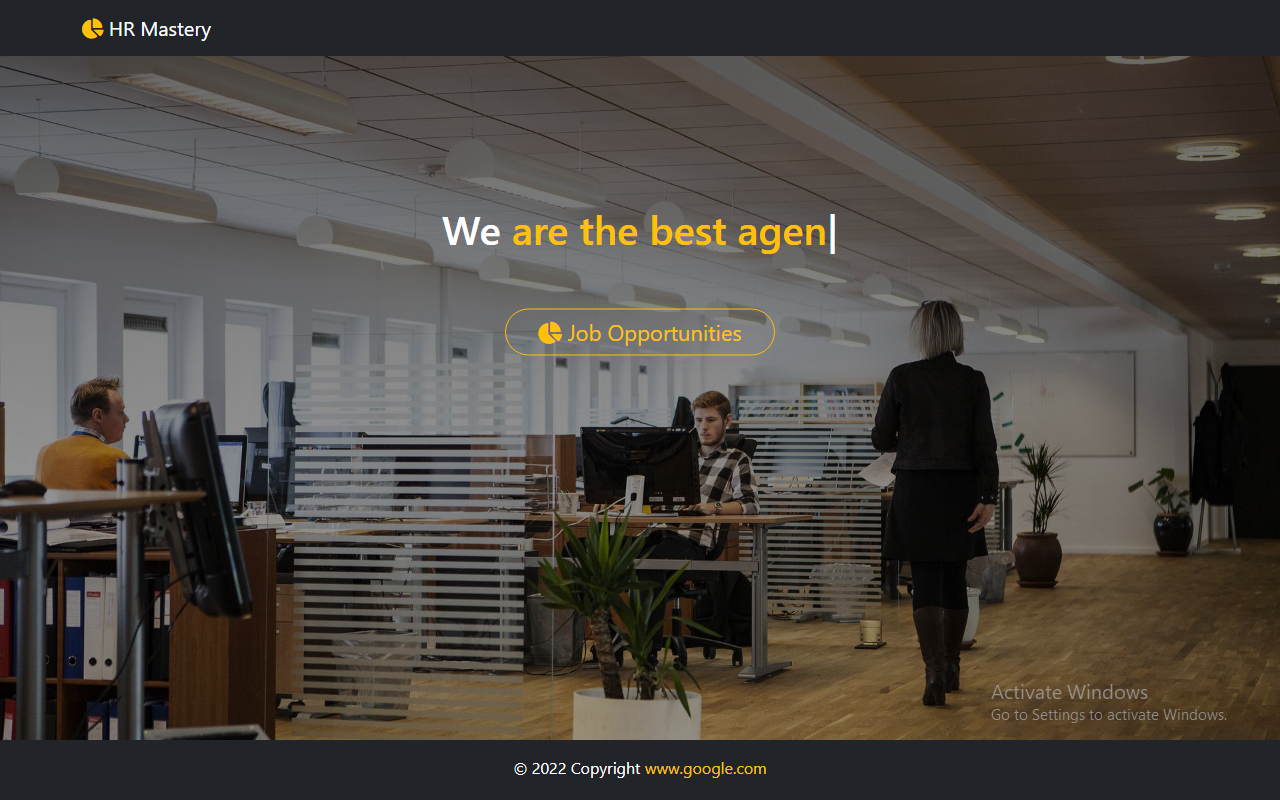 HR Mastery
We are the best agen|
Job Opportunities
Activate Windows
Go to Settings to activate Windows.
© 2022 Copyright www.google.com